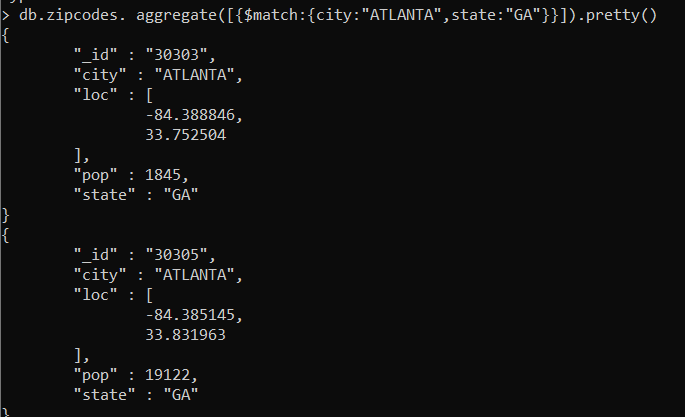 > db.zipcodes. aggregate([{$match:{city:"ATLANTA",state:"GA"}}]).pretty()
{
        "_id" : "30303",
        "city" : "ATLANTA",
        "loc" : [
                -84.388846,
                33.752504
        ],
        "pop" : 1845,
        "state" : "GA"
}
{
        "_id" : "30305",
        "city" : "ATLANTA",
        "loc" : [
                -84.385145,
                33.831963
        ],
        "pop" : 19122,
        "state" : "GA"
}